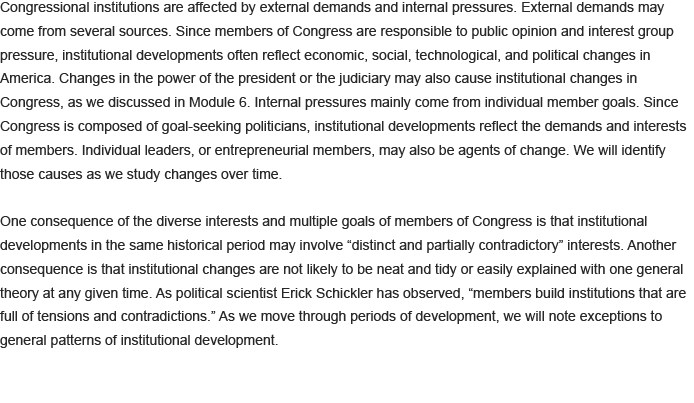 Congressional institutions are affected by external demands and internal pressures. External demands may
come from several sources. Since members of Congress are responsible to public opinion and interest group
pressure, institutional developments often reflect economic, social, technological, and political changes in
America. Changes in the power of the president or the judiciary may also cause institutional changes in
Congress, as we discussed in Module 6. Internal pressures mainly come from individual member goals. Since
Congress is composed of goal-seeking politicians, institutional developments reflect the demands and interests
of members. Individual leaders, or entrepreneurial members, may also be agents of change. We will identify
those causes as we study changes over time.

One consequence of the diverse interests and multiple goals of members of Congress is that institutional
developments in the same historical period may involve “distinct and partially contradictory” interests. Another
consequence is that institutional changes are not likely to be neat and tidy or easily explained with one general
theory at any given time. As political scientist Erick Schickler has observed, “members build institutions that are
full of tensions and contradictions.” As we move through periods of development, we will note exceptions to
general patterns of institutional development.